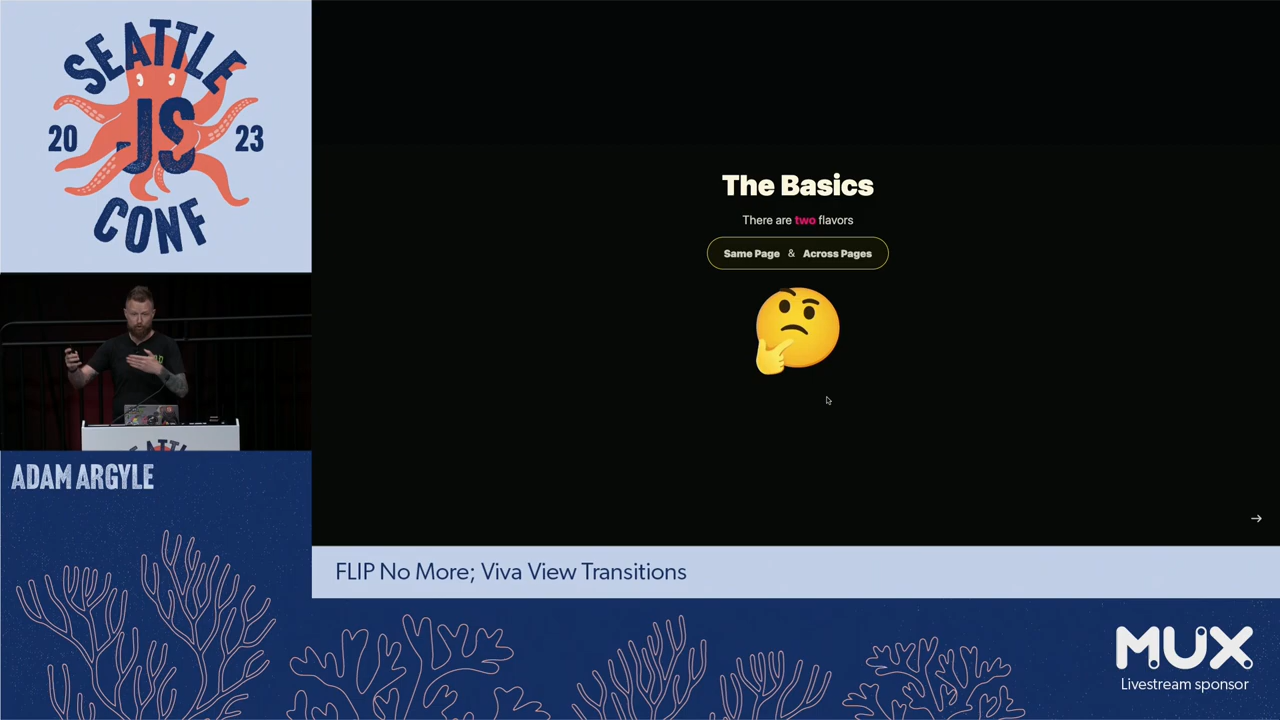 SEATTLE
JS
20 23
CONF
The Basics
There are two flavors
Same Page & Across Pages
ADAM ARGYLE
FLIP No More; Viva View Transitions
MUX
Livestream sponsor